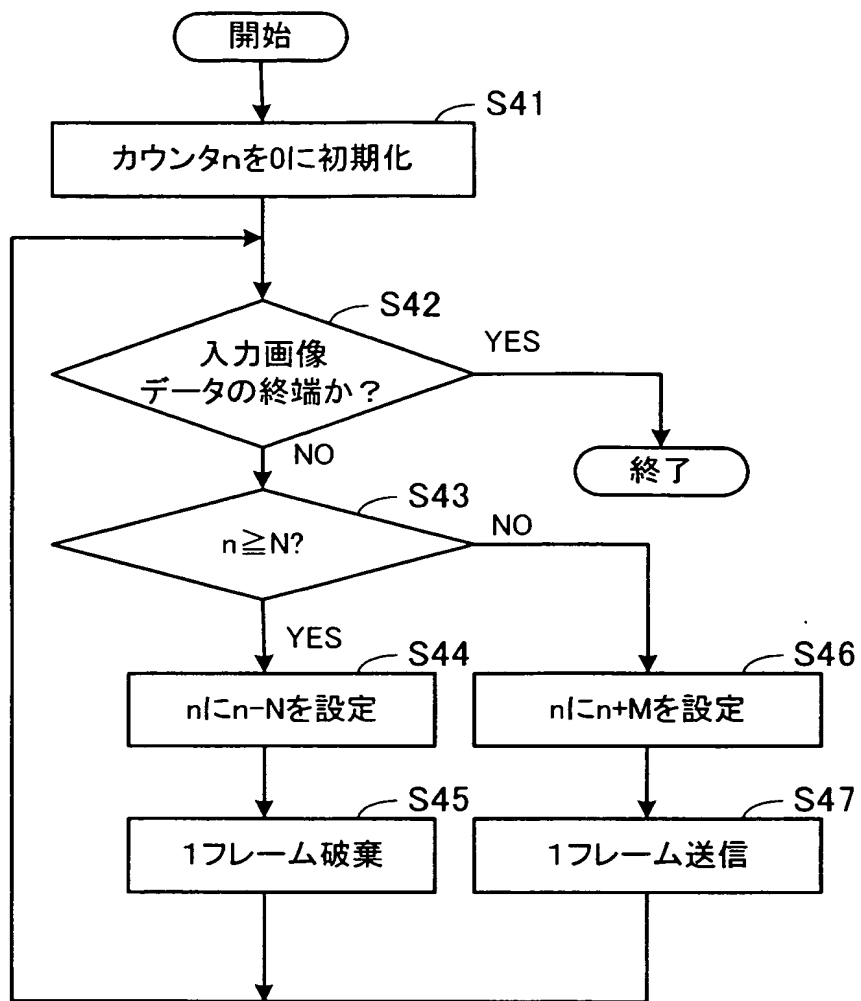 開始
S41
カウンタnを0に初期化
S42
入力画像
データの終端か？
YES
NO
終了
S43
n≧N?
NO
YES
S44
nにn-Nを設定
S46
nにn+Mを設定
S45
1フレーム破棄
S47
1フレーム送信